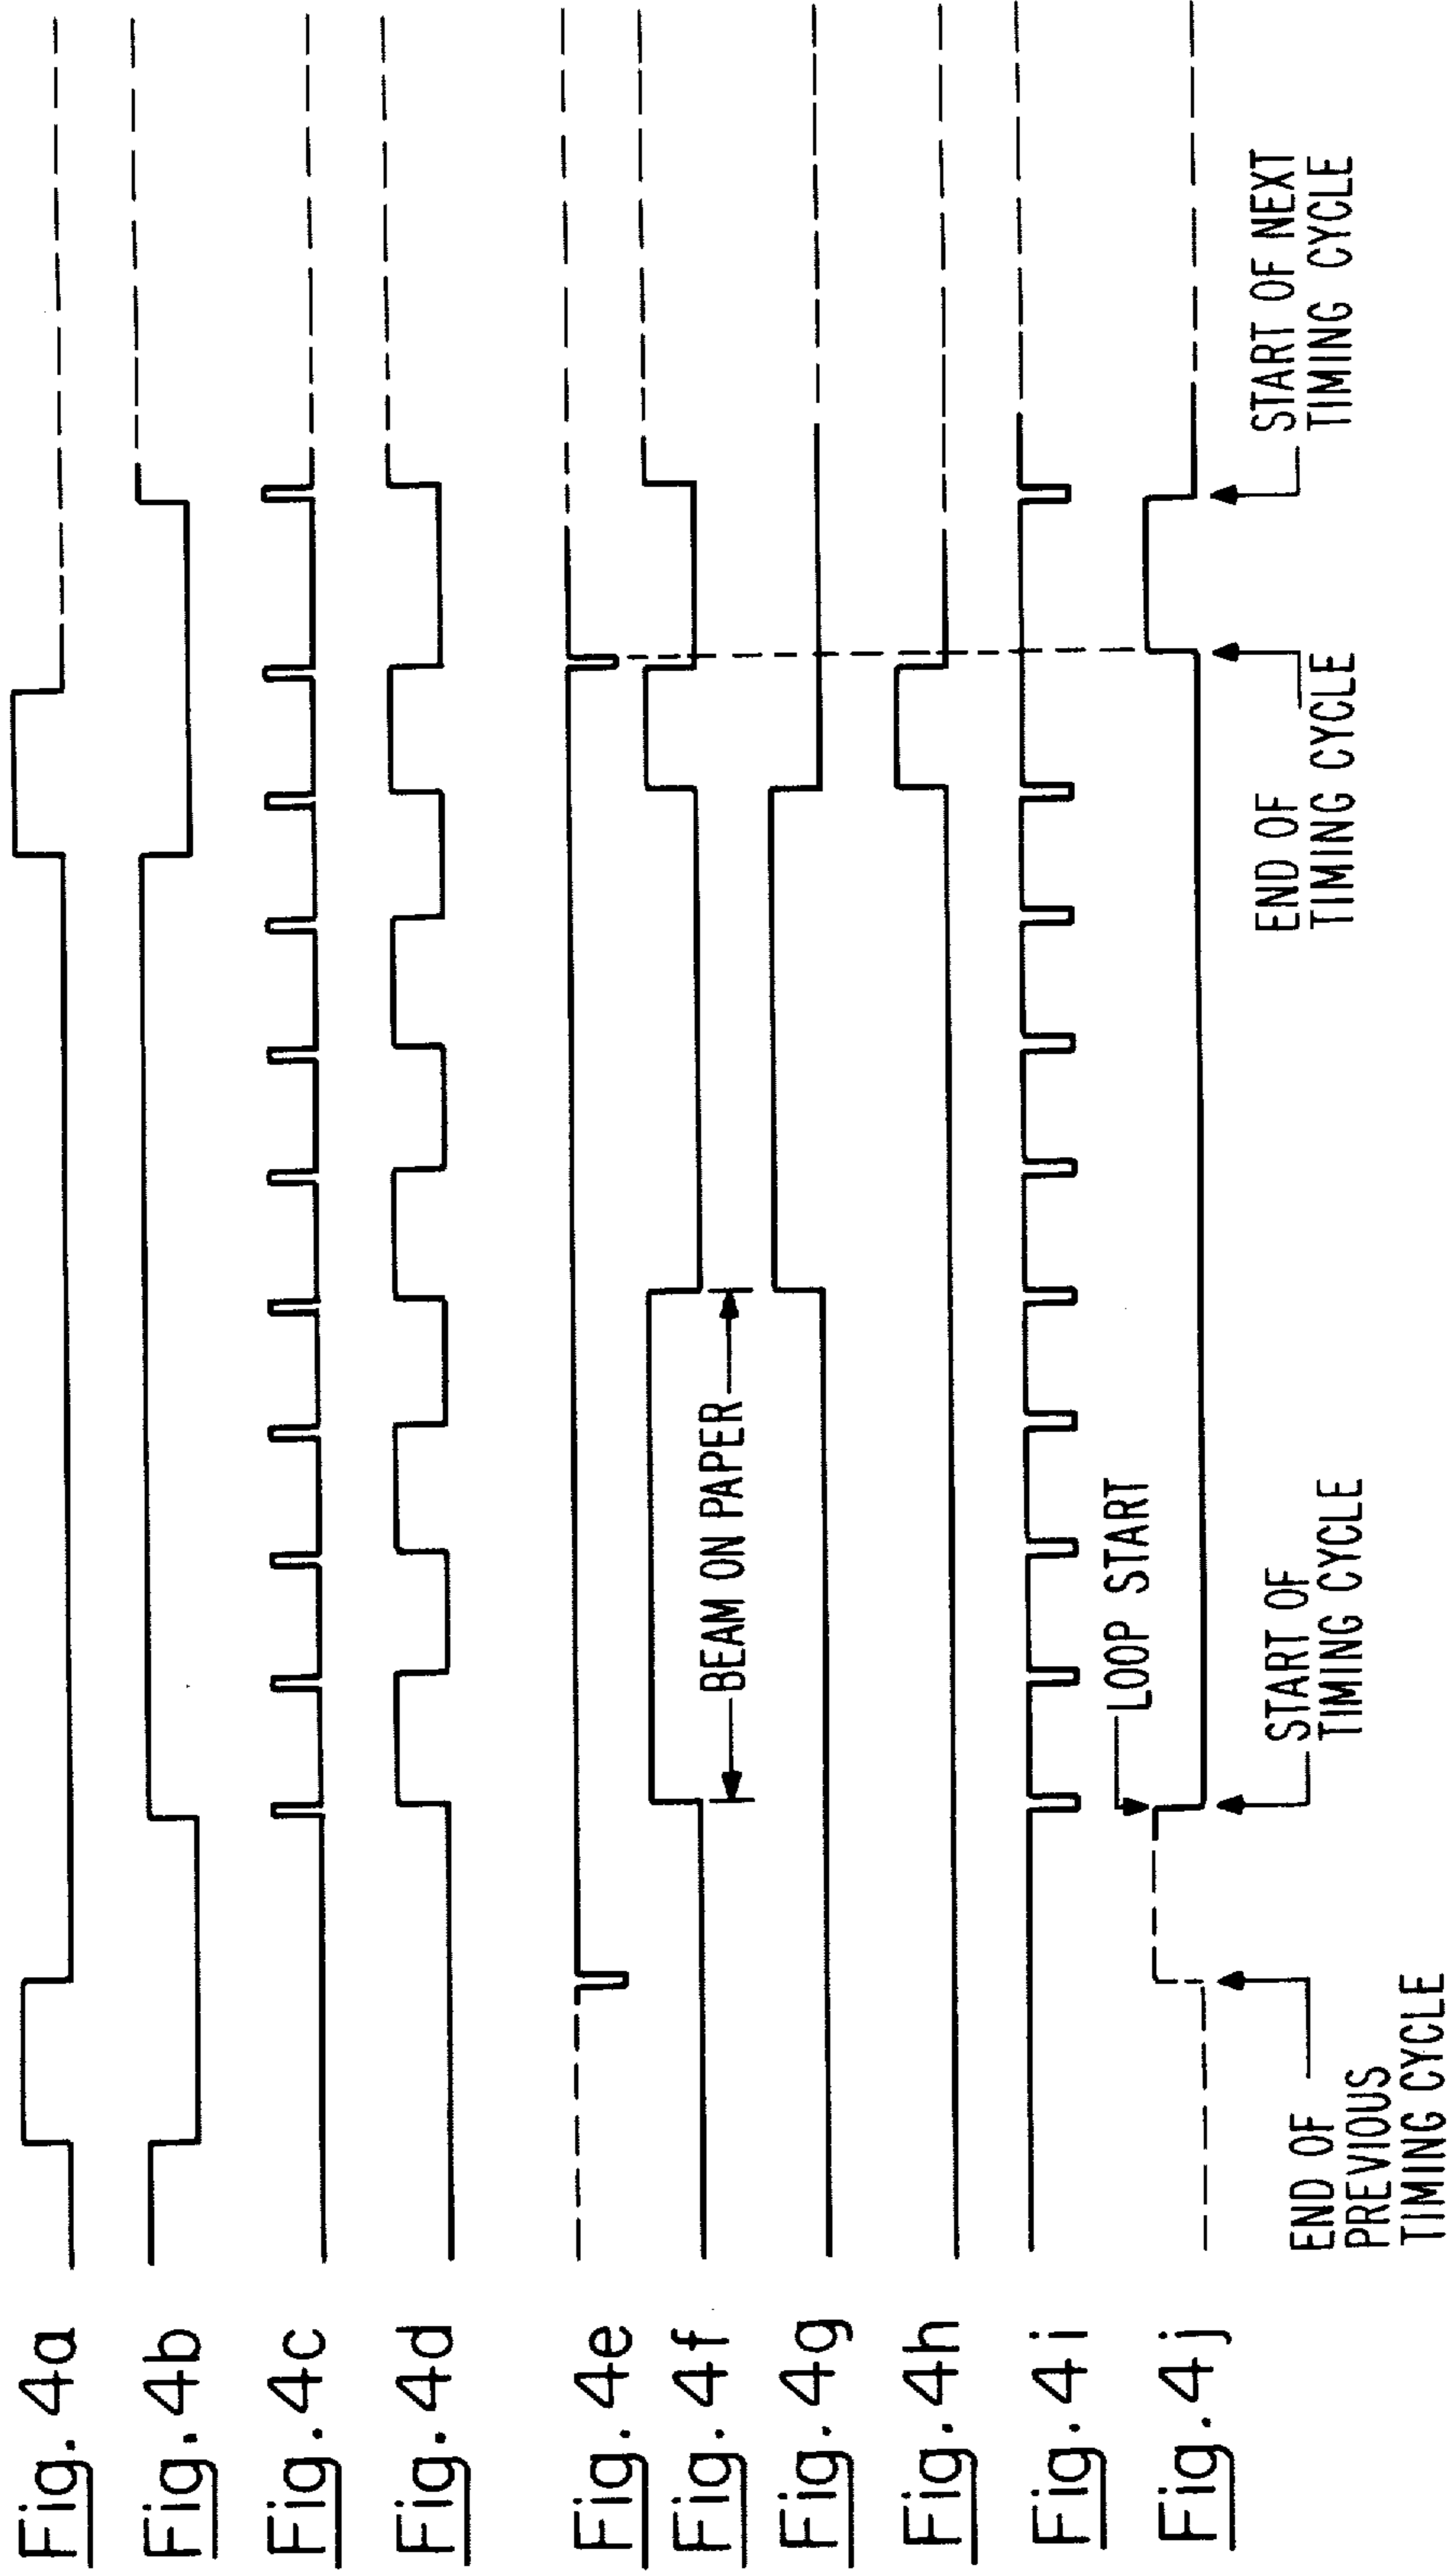 Fig. 4a
Fig. 4b
Fig. 4c
Fig. 4d
Fig. 4e
Fig. 4f
BEAM ON PAPER
Fig. 4g
Fig. 4h
Fig. 4i
LOOP START
Fig. 4j
END OF
PREVIOUS
TIMING CYCLE
START OF
TIMING CYCLE
END OF
TIMING CYCLE
START OF NEXT
TIMING CYCLE